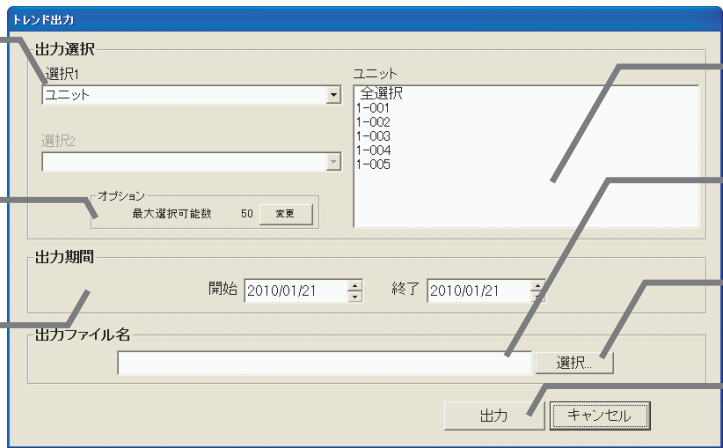 トレンド出力
出力選択
選択1
ユニット
選択2
オプション
最大選択可能数 50 変更
ユニット
全選択
1-001
1-002
1-003
1-004
1-005
出力期間
開始 2010/01/21 終了 2010/01/21
出力ファイル名
選択...
出力 キャンセル